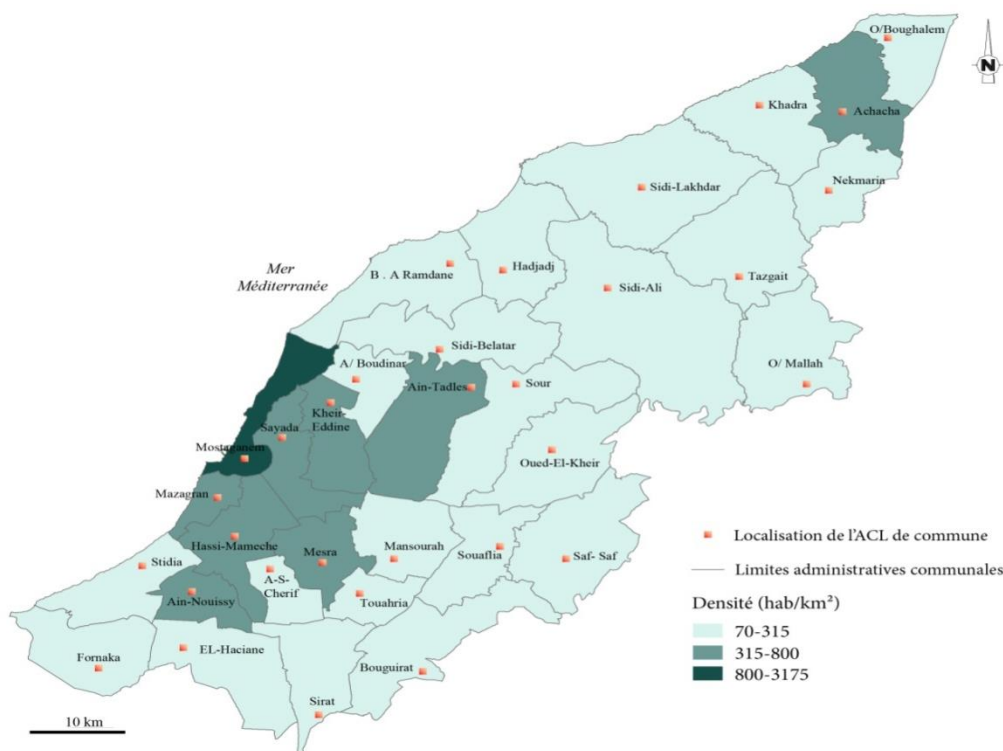 O/Boughalem
N
Khadra
Achacha
Nekmaria
Sidi-Lakhdar
Mer
Méditerranée
B . A Ramdane
Hadjadj
Tazgait
Sidi-Ali
Sidi-Belatar
A/ Boudinar
O/ Mallah
Ain-Tadles
Sour
Kheir-
Eddine
Sayada
Mostaganem
Oued-El-Kheir
Mazagran
Hassi-Mameche
Mesra
Mansourah
Souaflia
Saf- Saf
Stidia
A-S-
Cherif
Ain-Nouissy
Touahria
EL-Haciane
Fornaka
Bouguirat
Sirat
10 km
Localisation de l'ACL de commune
Limites administratives communales
Densité (hab/km²)
70-315
315-800
800-3175